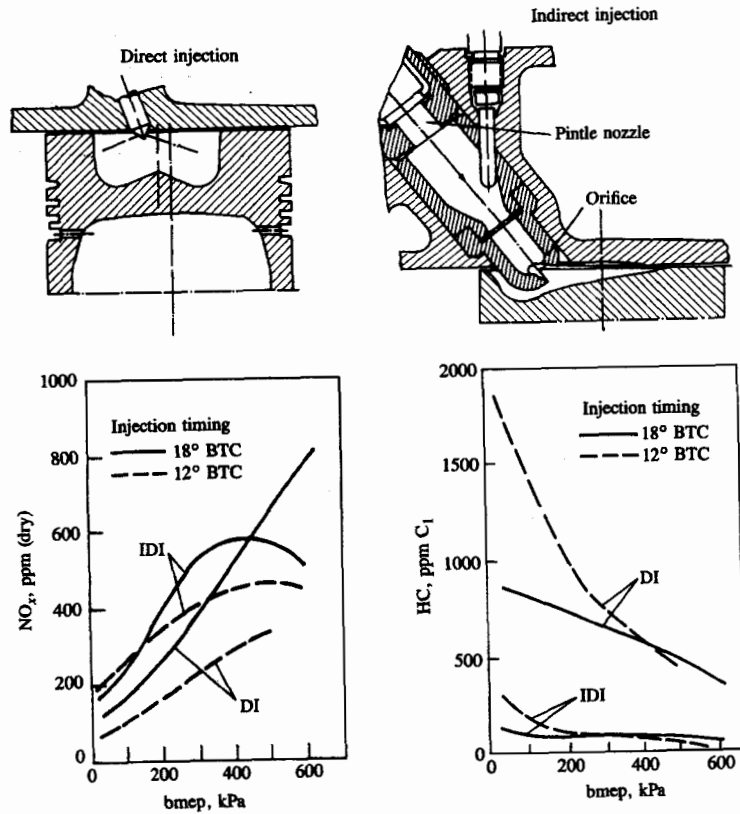 Direct injection
Indirect injection
Pintle nozzle
Orifice
1000
800
600
400
200
0
NOx, ppm (dry)
Injection timing
18° BTC
12° BTC
IDI
DI
0
200
400
600
bmep, kPa
2000
1500
1000
500
0
HC, ppm C1
Injection timing
18° BTC
12° BTC
DI
IDI
0
200
400
600
bmep, kPa